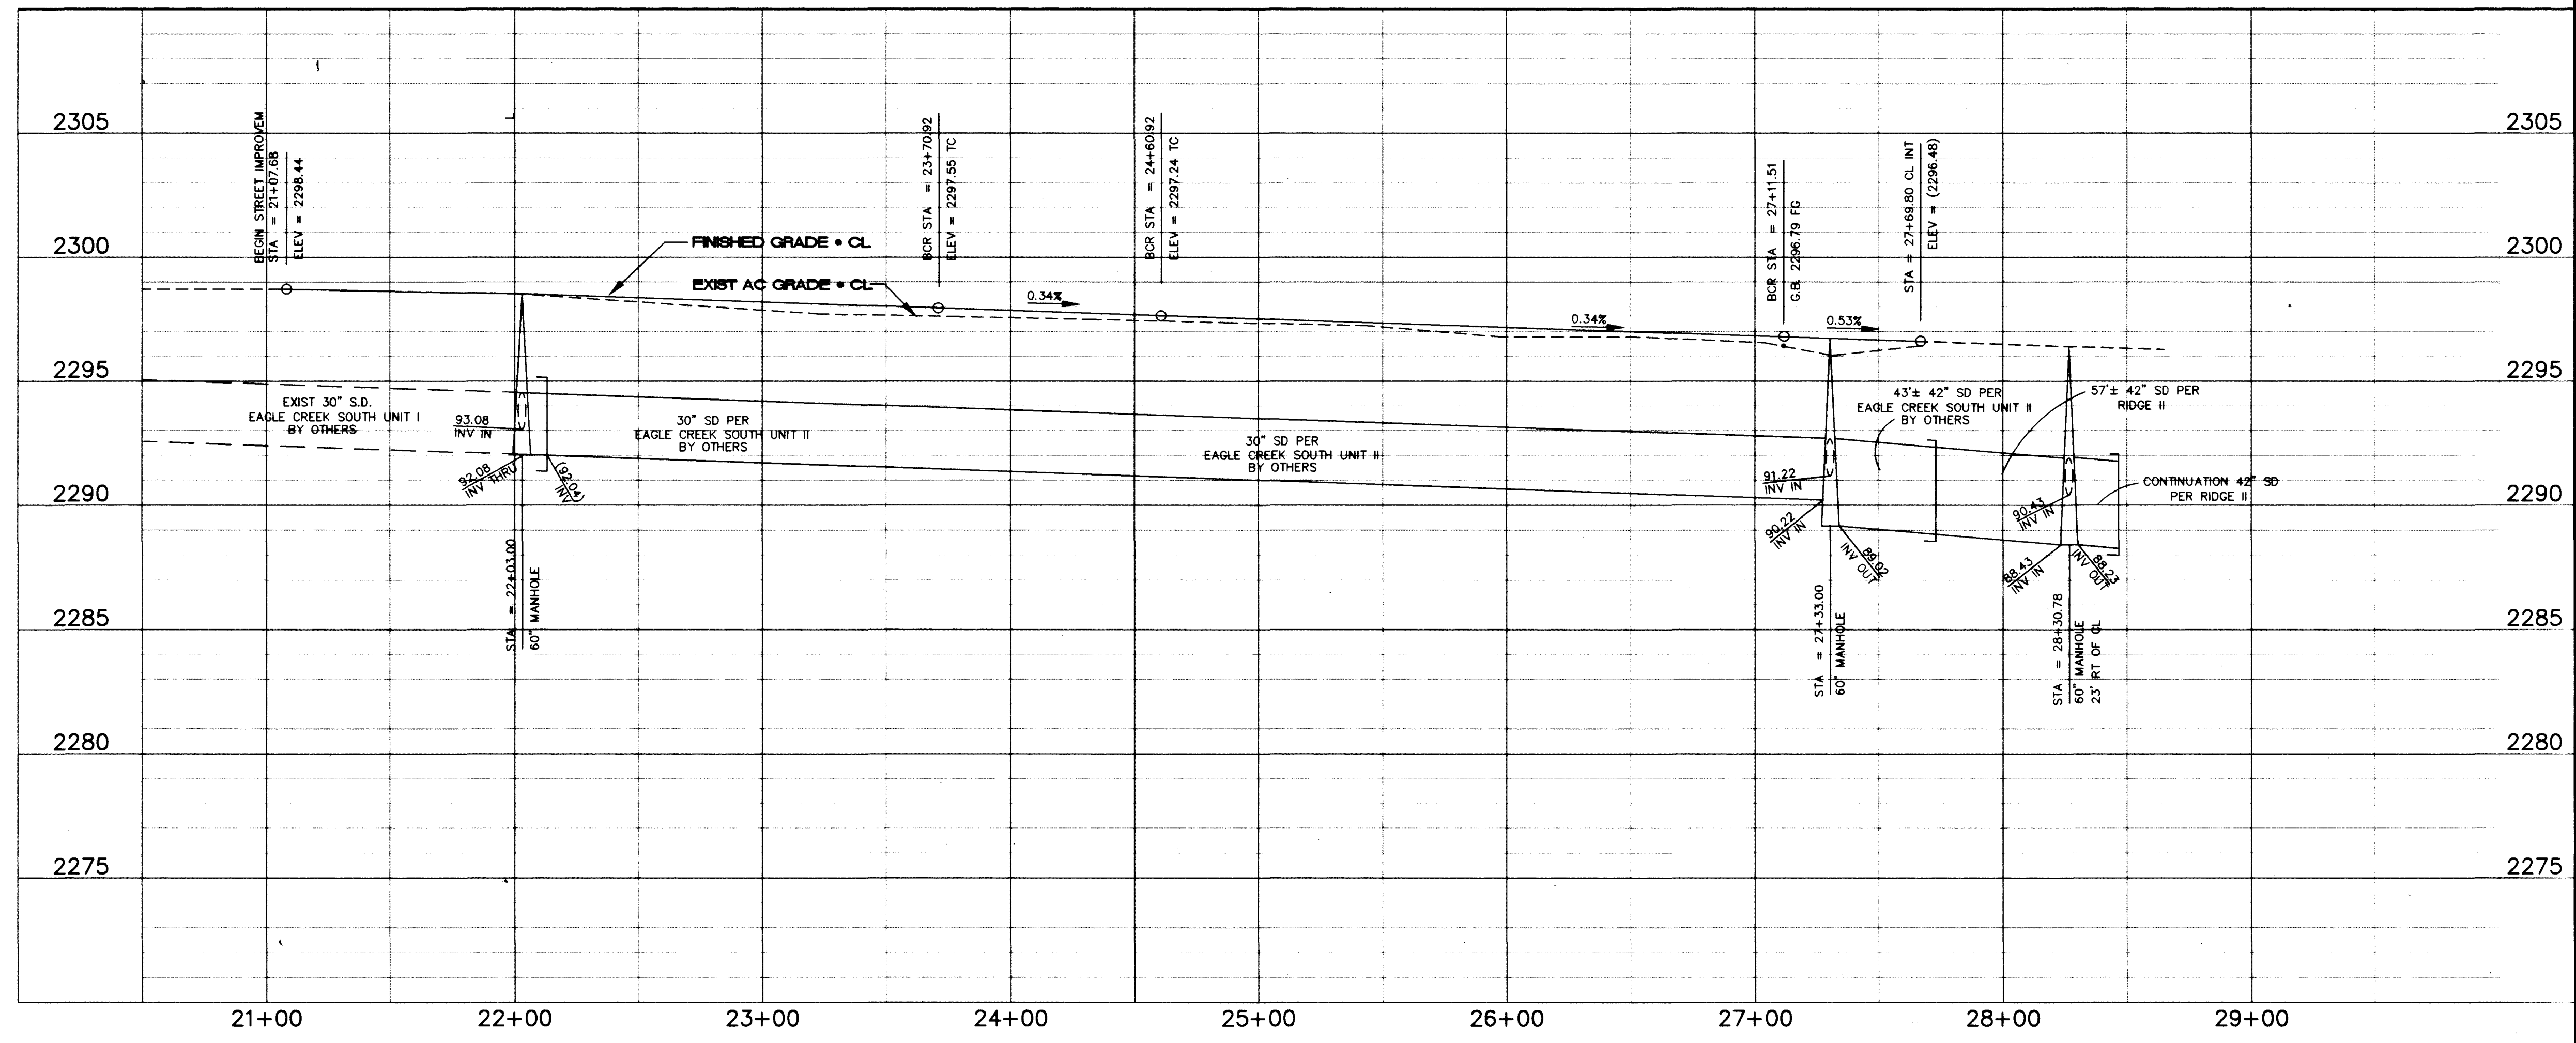 BEGIN STREET IMPROVEM
STA = 21+07.68
ELEV = 2298.44
BCR STA = 23+70.92
ELEV = 2297.55 TC
BCR STA = 24+60.92
ELEV = 2297.24 TC
BCR STA = 27+11.51
G.B. 2296.79 FG
STA = 27+69.80 CL INT
ELEV = (2296.48)
2305
2305
2300
2300
FINISHED GRADE • CL
EXIST AC GRADE • CL
0.34%
0.34%
0.53%
2295
2295
EXIST 30" S.D.
EAGLE CREEK SOUTH UNIT I
BY OTHERS
93.08
INV IN
92.08
INV THRU
(92.04)
INV
30" SD PER
EAGLE CREEK SOUTH UNIT II
BY OTHERS
30" SD PER
EAGLE CREEK SOUTH UNIT II
BY OTHERS
91.22
INV IN
90.22
INV IN
89.02
INV OUT
43'± 42" SD PER
EAGLE CREEK SOUTH UNIT II
BY OTHERS
57'± 42" SD PER
RIDGE II
90.43
INV IN
88.43
INV IN
88.23
INV OUT
CONTINUATION 42" SD
PER RIDGE II
2290
2290
STA = 22+03.00
60" MANHOLE
STA = 27+33.00
60" MANHOLE
STA = 28+30.78
60" MANHOLE
23' RT OF CL
2285
2285
2280
2280
2275
2275
21+00
22+00
23+00
24+00
25+00
26+00
27+00
28+00
29+00